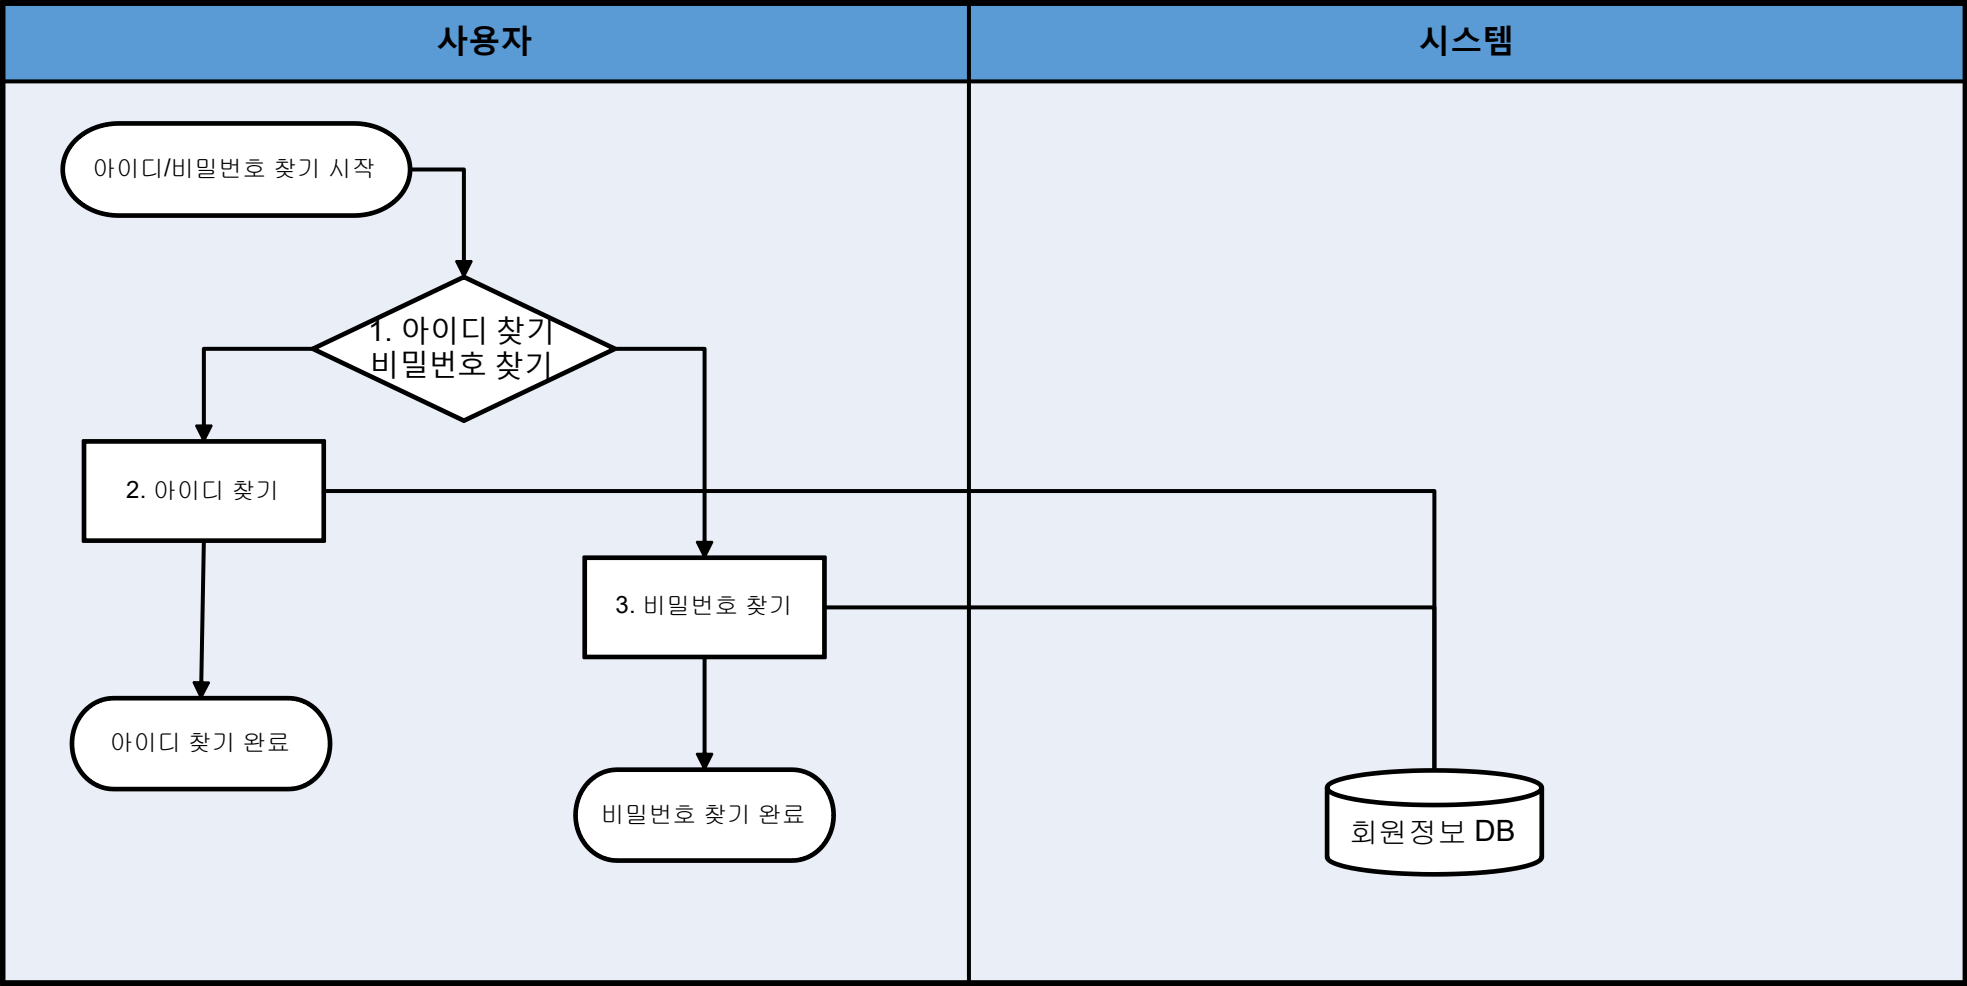 사용자
시스템
아이디/비밀번호 찾기 시작
1. 아이디 찾기
비밀번호 찾기
2. 아이디 찾기
3. 비밀번호 찾기
아이디 찾기 완료
비밀번호 찾기 완료
회원정보 DB